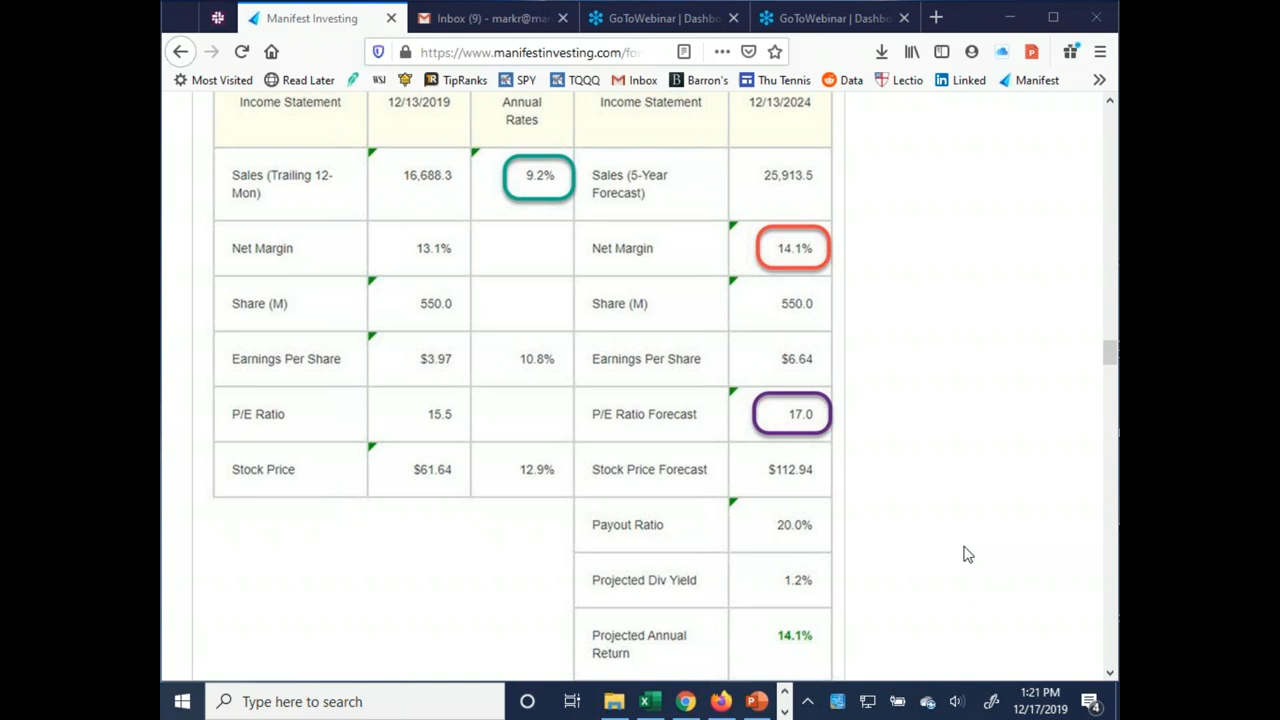 Manifest Investing
Inbox (9) - markr@ma
GoToWebinar | Dashbo
GoToWebinar | Dashbo
https://www.manifestinvesting.com/for
Most Visited
Read Later
WSJ
TipRanks
SPY
TQQQ
Inbox
B Barron's
Thu Tennis
Data
Lectio
Linked
Manifest
Income Statement 12/13/2019 Annual Income Statement 12/13/2024
Rates
Sales (Trailing 12- 16,688.3 9.2% Sales (5-Year 25,913.5
Mon) Forecast)
Net Margin 13.1% Net Margin 14.1%
Share (M) 550.0 Share (M) 550.0
Earnings Per Share $3.97 10.8% Earnings Per Share $6.64
P/E Ratio 15.5 P/E Ratio Forecast 17.0
Stock Price $61.64 12.9% Stock Price Forecast $112.94
Payout Ratio 20.0%
Projected Div Yield 1.2%
Projected Annual 14.1%
Return
Type here to search
1:21 PM
12/17/2019
4